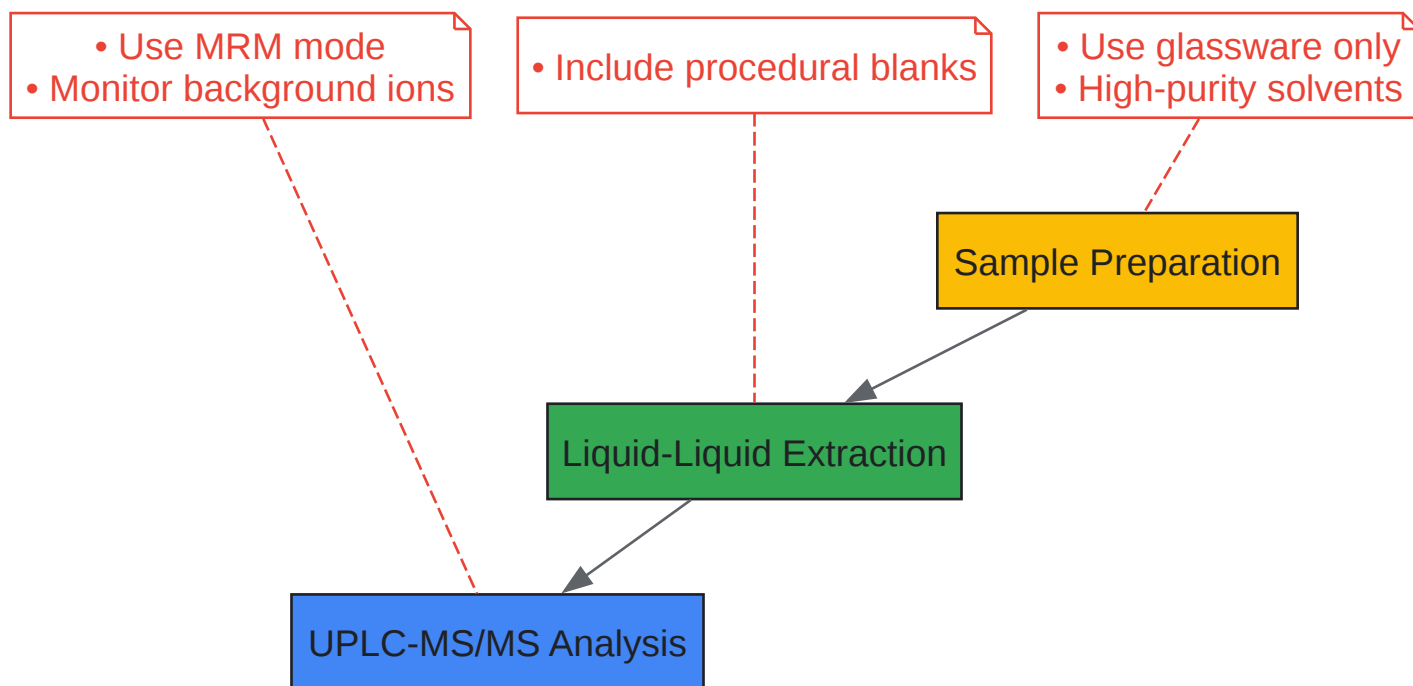 • Use MRM mode
• Monitor background ions
• Include procedural blanks
• Use glassware only
• High-purity solvents
Sample Preparation
Liquid-Liquid Extraction
UPLC-MS/MS Analysis